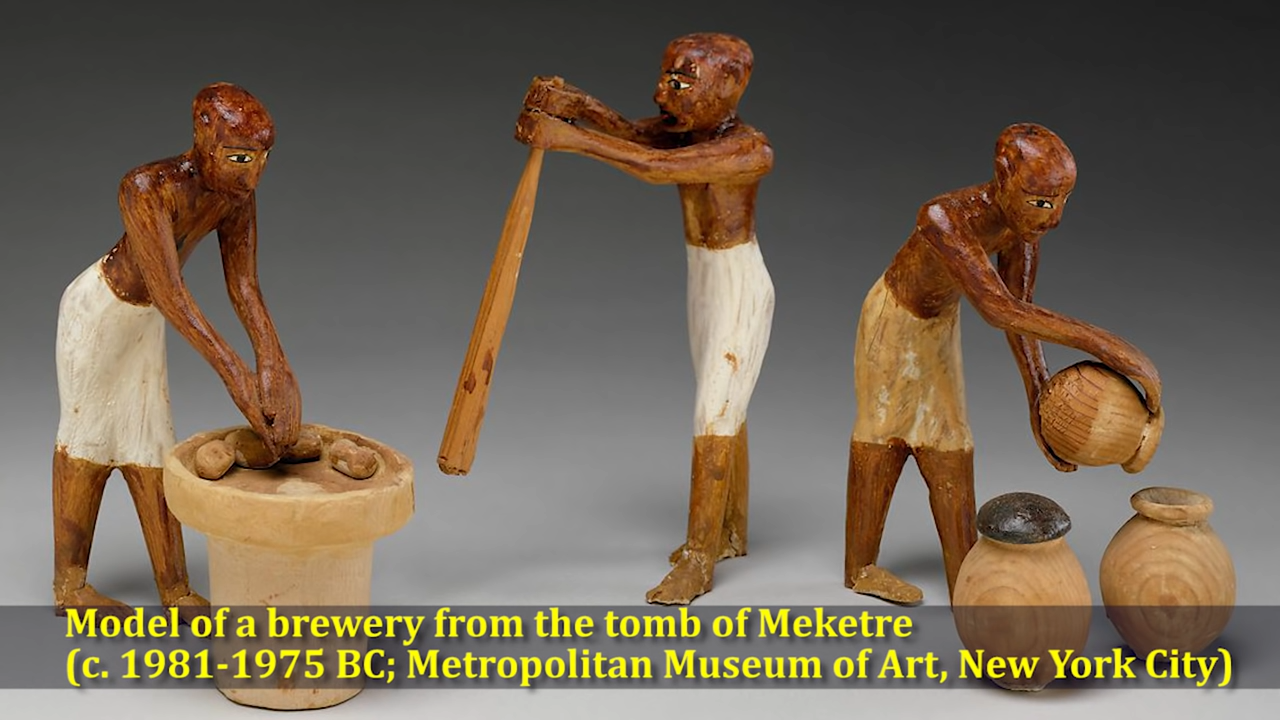 Model of a brewery from the tomb of Meketre
(c. 1981-1975 BC; Metropolitan Museum of Art, New York City)